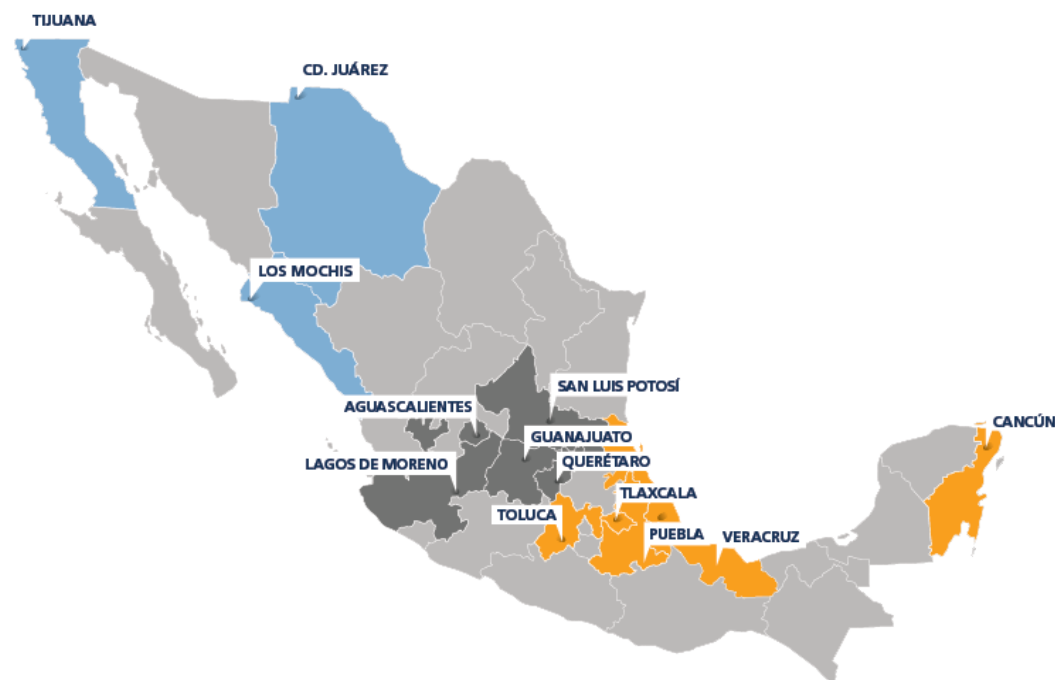 TIJUANA
CD. JUÁREZ
LOS MOCHIS
SAN LUIS POTOSÍ
AGUASCALIENTES
CANCÚN
GUANAJUATO
LAGOS DE MORENO
QUERÉTARO
TLAXCALA
TOLUCA
PUEBLA
VERACRUZ